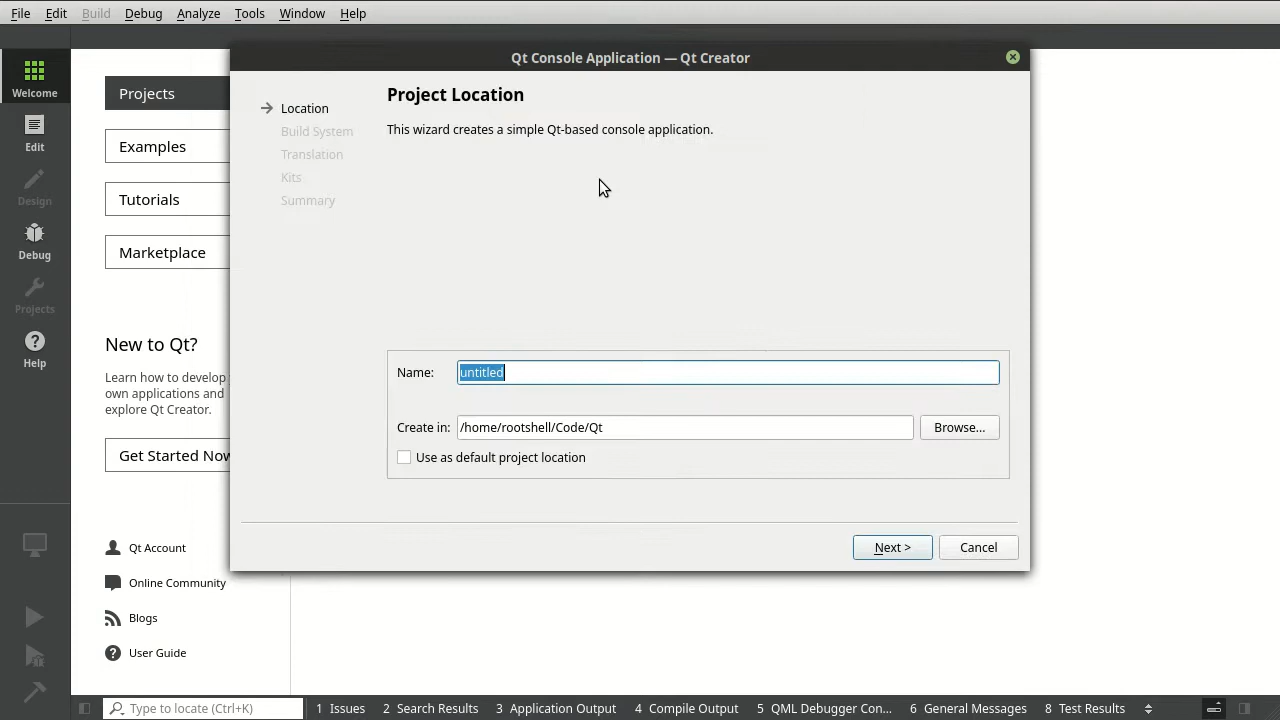 File Edit Build Debug Analyze Tools Window Help
Qt Console Application — Qt Creator
Welcome
Edit
Design
Debug
Projects
Help
Projects
Examples
Tutorials
Marketplace
New to Qt?
Learn how to develop
own applications and
explore Qt Creator.
Get Started Now
Qt Account
Online Community
Blogs
User Guide
Location
Build System
Translation
Kits
Summary
Project Location
This wizard creates a simple Qt-based console application.
Name: untitled
Create in: /home/rootshell/Code/Qt Browse...
Use as default project location
Next > Cancel
Type to locate (Ctrl+K) 1 Issues 2 Search Results 3 Application Output 4 Compile Output 5 QML Debugger Con... 6 General Messages 8 Test Results